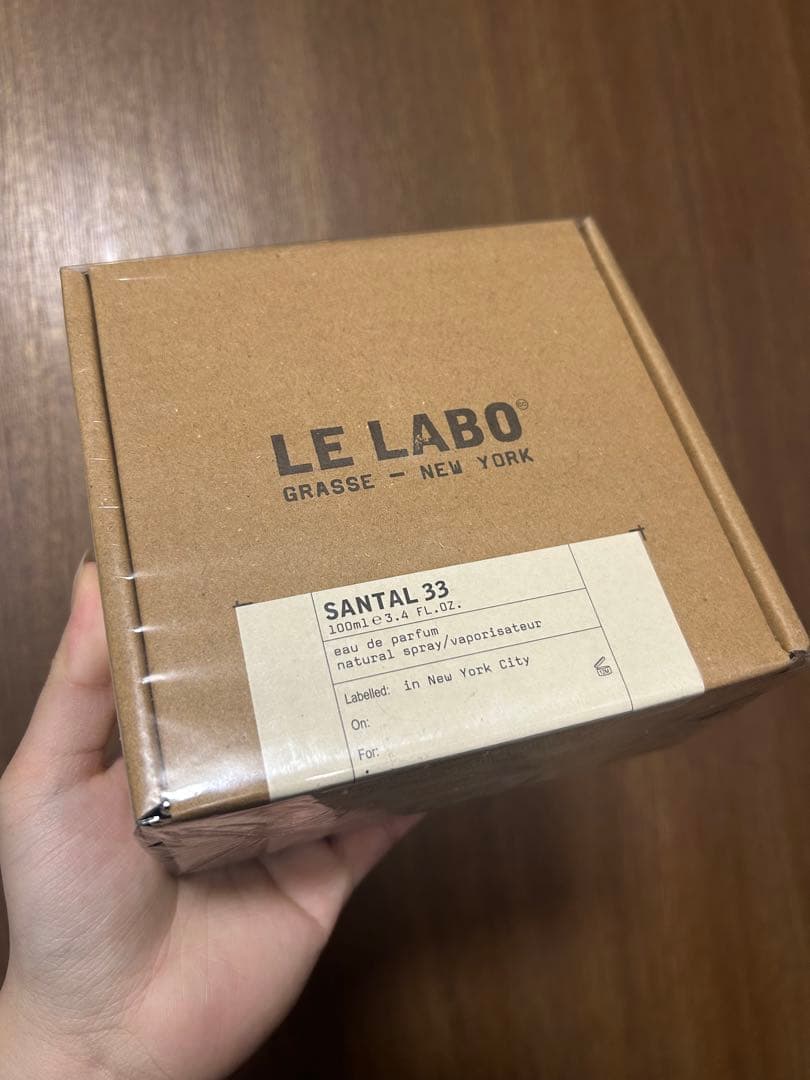 LE LABO
GRASSE — NEW YORK
SANTAL 33
100ml ℮ 3.4 FL.OZ.
eau de parfum
natural spray/vaporisateur
Labelled: in New York City
On:
For: